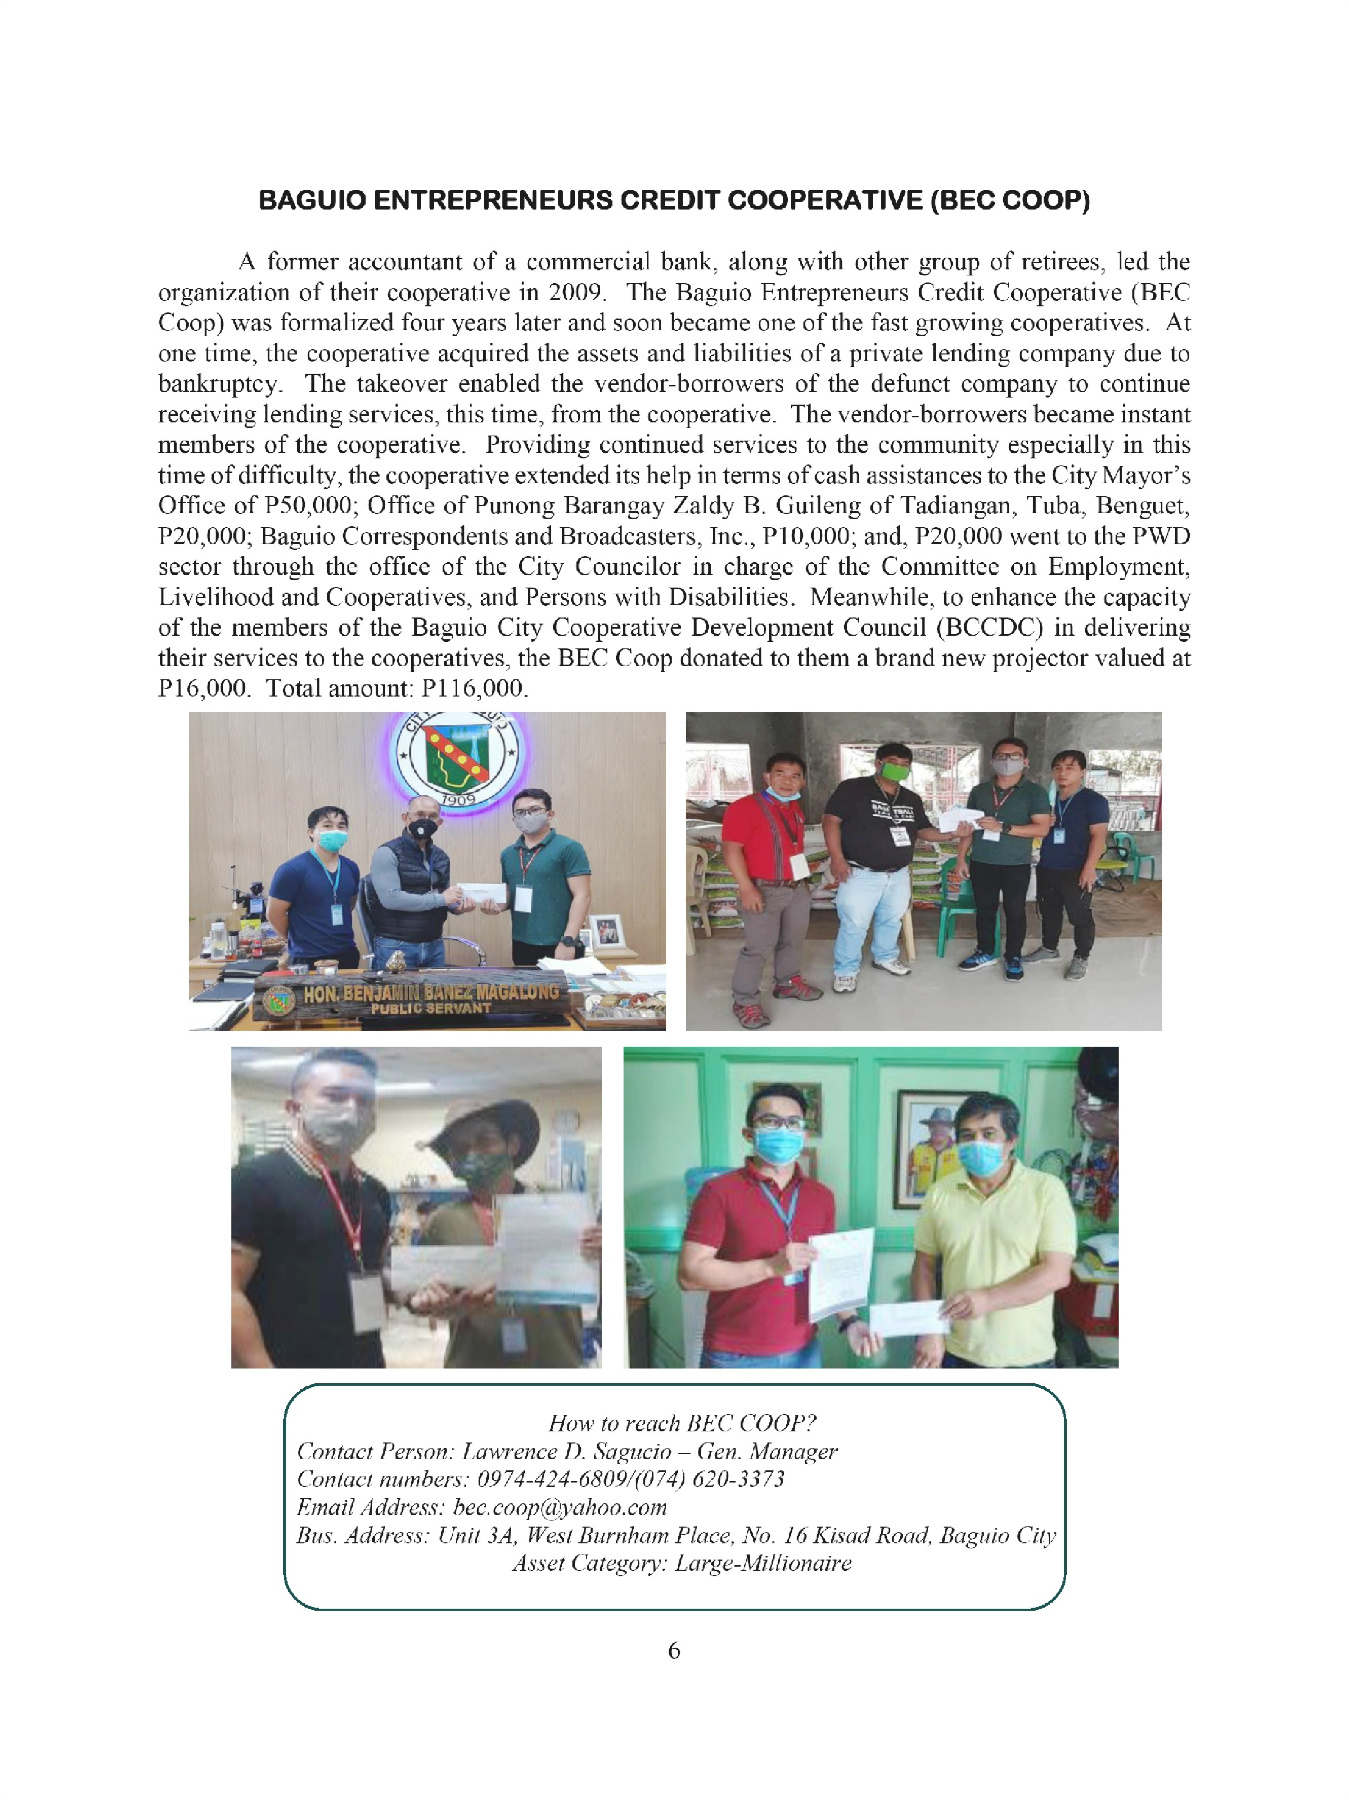 BAGUIO ENTREPRENEURS CREDIT COOPERATIVE (BEC COOP)
A former accountant of a commercial bank, along with other group of retirees, led the
organization of their cooperative in 2009. The Baguio Entrepreneurs Credit Cooperative (BEC
Coop) was formalized four years later and soon became one of the fast growing cooperatives. At
one time, the cooperative acquired the assets and liabilities of a private lending company due to
bankruptcy. The takeover enabled the vendor-borrowers of the defunct company to continue
receiving lending services, this time, from the cooperative. The vendor-borrowers became instant
members of the cooperative. Providing continued services to the community especially in this
time of difficulty, the cooperative extended its help in terms of cash assistances to the City Mayor’s
Office of P50,000; Office of Punong Barangay Zaldy B. Guileng of Tadiangan, Tuba, Benguet,
P20,000; Baguio Correspondents and Broadcasters, Inc., P10,000; and, P20,000 went to the PWD
sector through the office of the City Councilor in charge of the Committee on Employment,
Livelihood and Cooperatives, and Persons with Disabilities. Meanwhile, to enhance the capacity
of the members of the Baguio City Cooperative Development Council (BCCDC) in delivering
their services to the cooperatives, the BEC Coop donated to them a brand new projector valued at
P16,000. Total amount: P116,000.
1909
HON. BENJAMIN BANEZ MAGALONG
PUBLIC SERVANT
How to reach BEC COOP?
Contact Person: Lawrence D. Sagucio – Gen. Manager
Contact numbers: 0974-424-6809/(074) 620-3373
Email Address: bec.coop@yahoo.com
Bus. Address: Unit 3A, West Burnham Place, No. 16 Kisad Road, Baguio City
Asset Category: Large-Millionaire
6